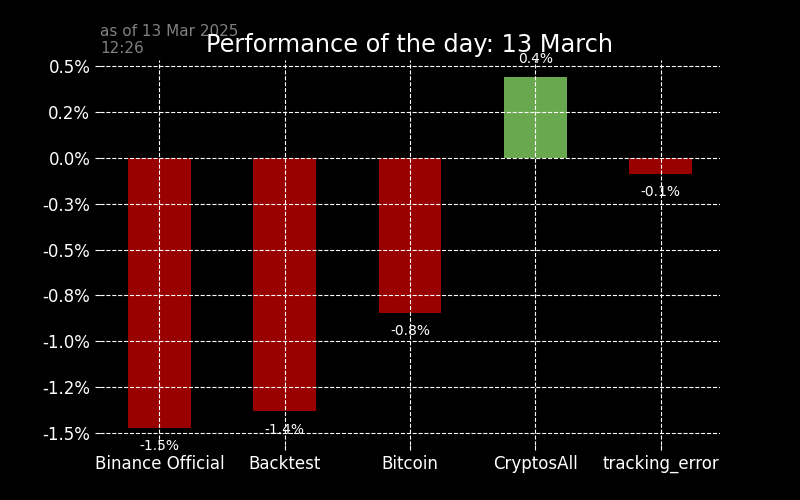 as of 13 Mar 2025
12:26
Performance of the day: 13 March
0.5%
0.2%
0.0%
-0.3%
-0.5%
-0.8%
-1.0%
-1.2%
-1.5%
0.4%
-0.1%
-0.8%
-1.4%
-1.5%
Binance Official
Backtest
Bitcoin
CryptosAll
tracking_error